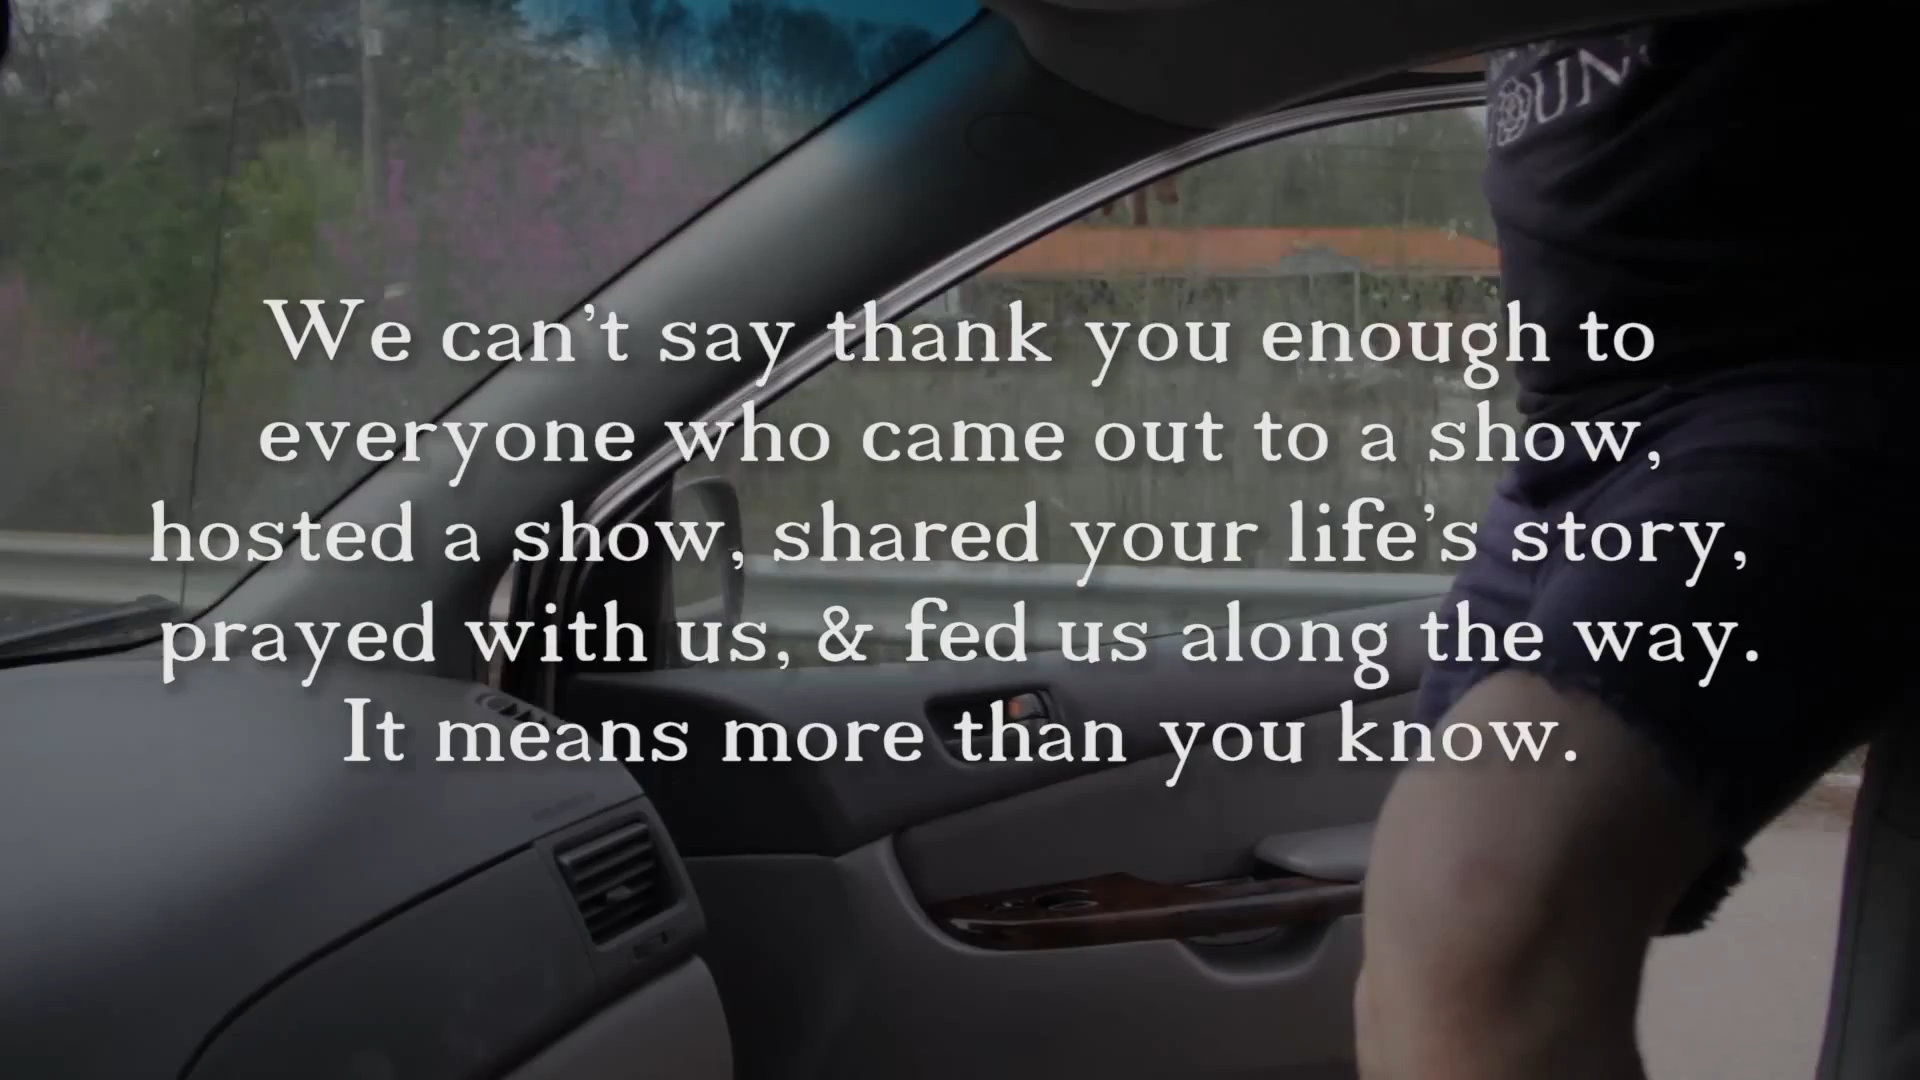 We can't say thank you enough to
everyone who came out to a show,
hosted a show, shared your life's story,
prayed with us, & fed us along the way.
It means more than you know.